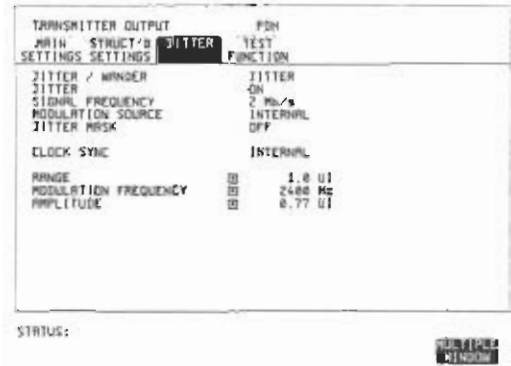 TRANSMITTER OUTPUT PDH
MAIN STRUCT'D JITTER TEST
SETTINGS SETTINGS FUNCTION
JITTER / WANDER JITTER
JITTER ON
SIGNAL FREQUENCY 2 Mb/s
MODULATION SOURCE INTERNAL
JITTER MASK OFF
CLOCK SYNC INTERNAL
RANGE 1.0 UI
MODULATION FREQUENCY 2400 Hz
AMPLITUDE 0.77 UI
STATUS:
MULTIPLE
WINDOW